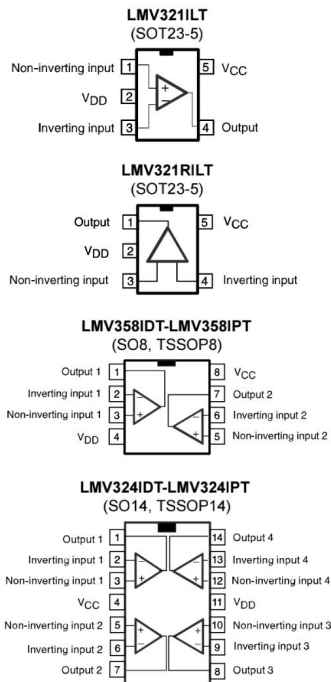 LMV321ILT
(SOT23-5)
Non-inverting input 1 5 VCC
+
VDD 2
-
Inverting input 3 4 Output
LMV321RILT
(SOT23-5)
Output 1 5 VCC
VDD 2
Non-inverting input 3 4 Inverting input
LMV358IDT-LMV358IPT
(SO8, TSSOP8)
Output 1 1 8 VCC
Inverting input 1 2 - 7 Output 2
Non-inverting input 1 3 + - 6 Inverting input 2
VDD 4 + 5 Non-inverting input 2
LMV324IDT-LMV324IPT
(SO14, TSSOP14)
Output 1 1 14 Output 4
Inverting input 1 2 - - 13 Inverting input 4
Non-inverting input 1 3 + + 12 Non-inverting input 4
VCC 4 11 VDD
Non-inverting input 2 5 + + 10 Non-inverting input 3
Inverting input 2 6 - - 9 Inverting input 3
Output 2 7 8 Output 3